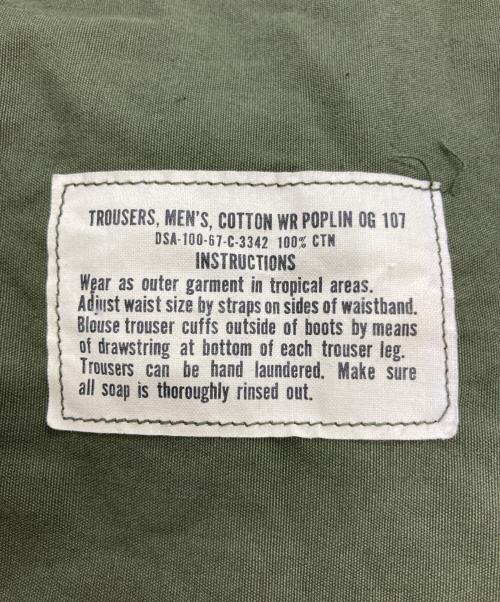 TROUSERS, MEN'S, COTTON WR POPLIN OG 107
DSA-100-67-C-3342 100% CTN
INSTRUCTIONS
Wear as outer garment in tropical areas.
Adjust waist size by straps on sides of waistband.
Blouse trouser cuffs outside of boots by means
of drawstring at bottom of each trouser leg.
Trousers can be hand laundered. Make sure
all soap is thoroughly rinsed out.